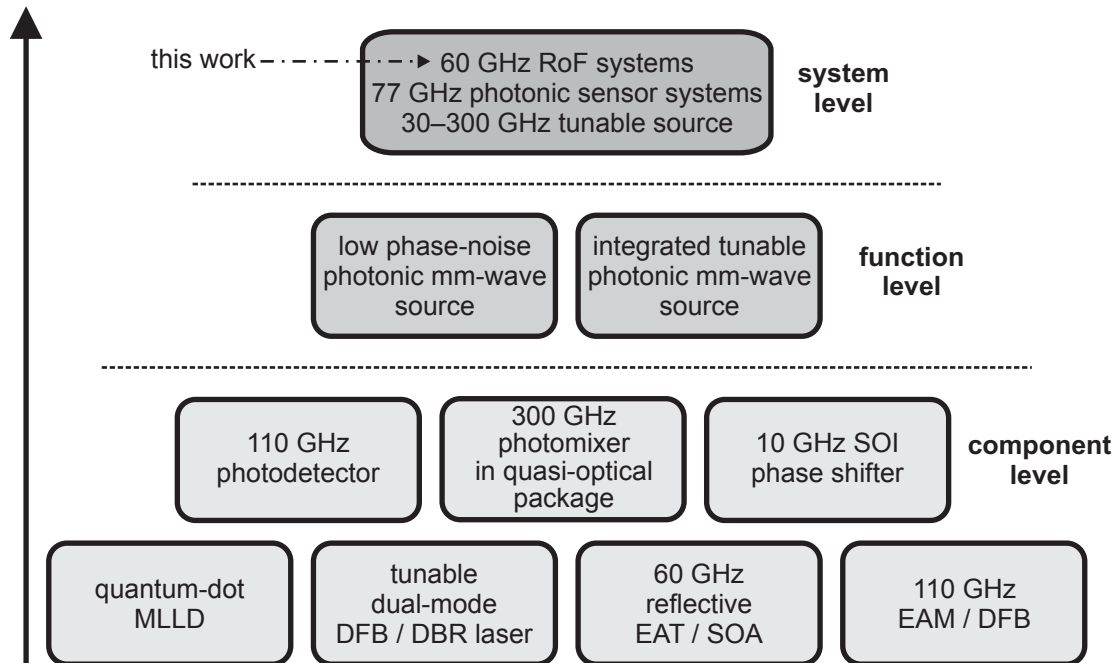 this work
60 GHz RoF systems
77 GHz photonic sensor systems
30–300 GHz tunable source
system
level
low phase-noise
photonic mm-wave
source
integrated tunable
photonic mm-wave
source
function
level
110 GHz
photodetector
300 GHz
photomixer
in quasi-optical
package
10 GHz SOI
phase shifter
component
level
quantum-dot
MLLD
tunable
dual-mode
DFB / DBR laser
60 GHz
reflective
EAT / SOA
110 GHz
EAM / DFB